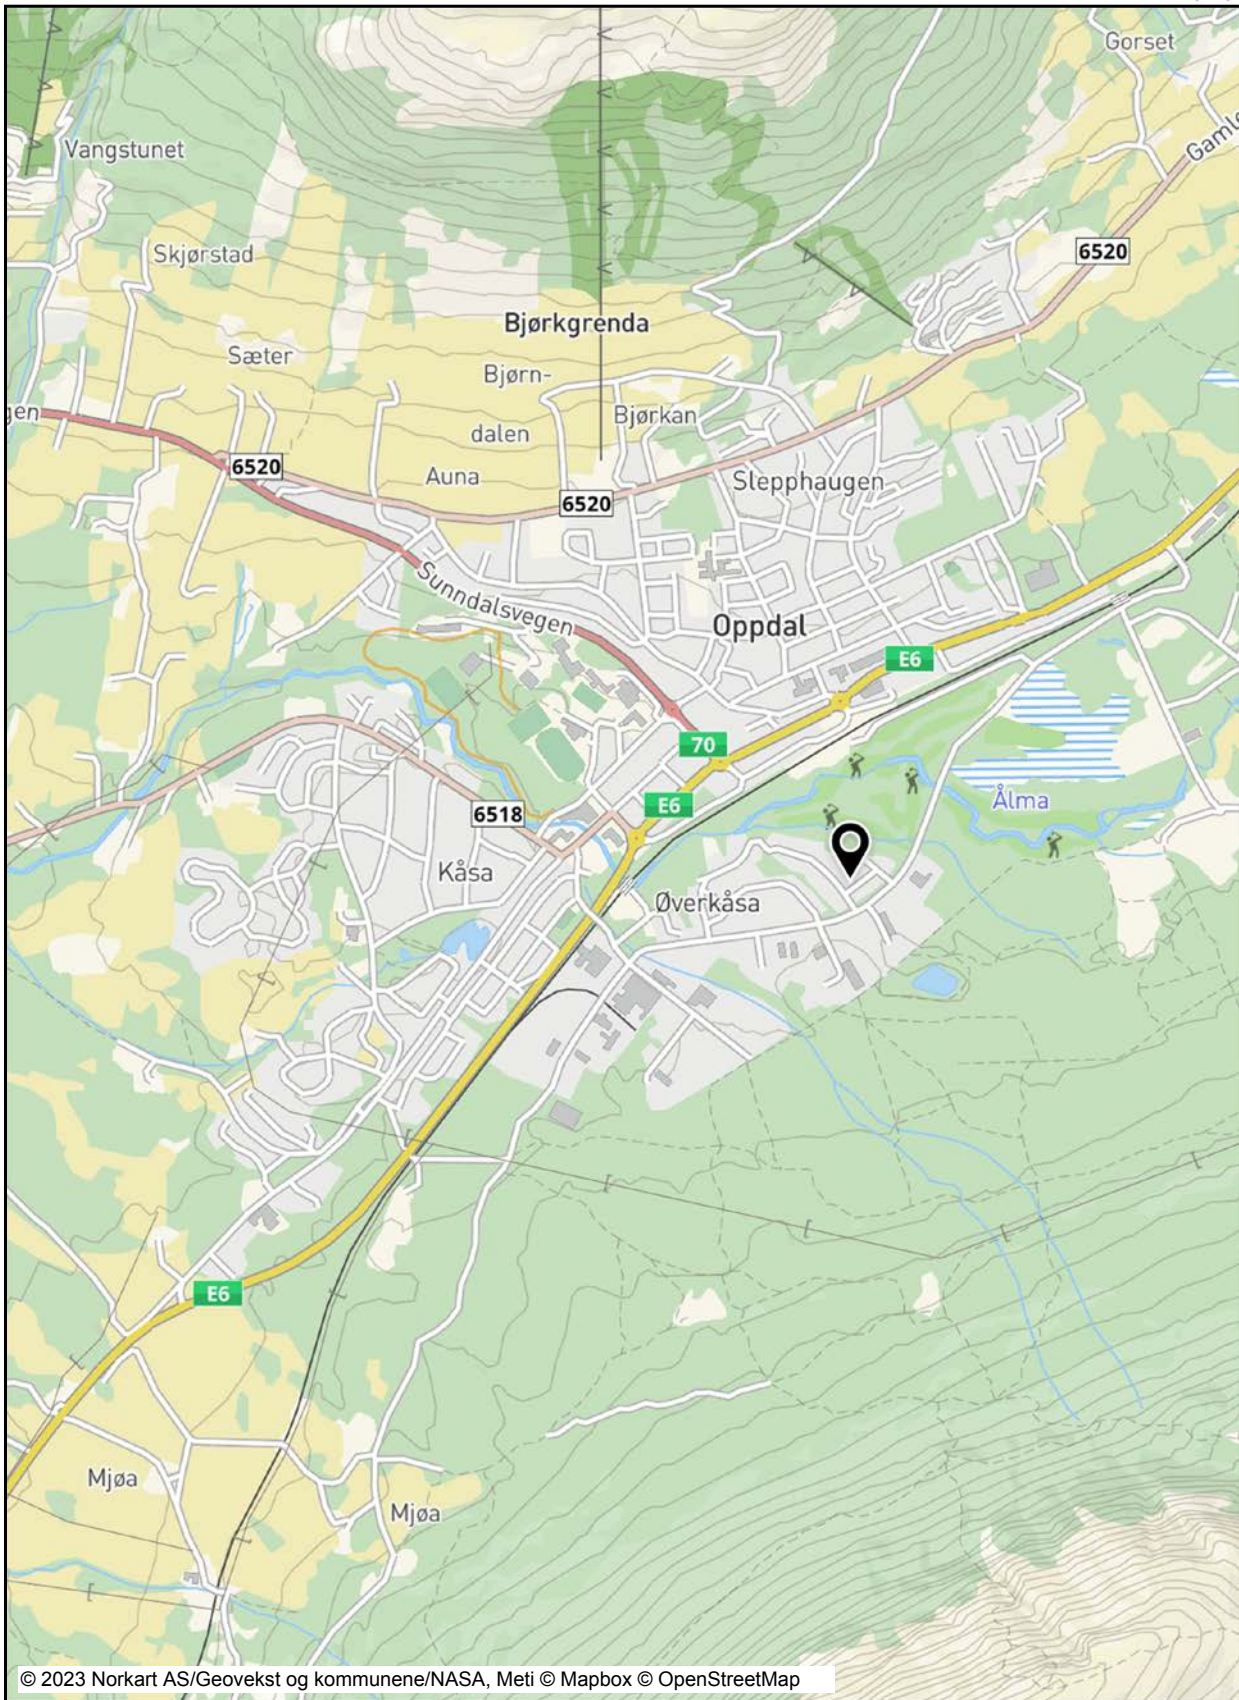 Gorset
Vangstunet
Gamle
Skjørstad
6520
Bjørkgrenda
Sæter
Bjørn-
dalen
Bjørkan
gen
Auna
6520
6520
Slepphaugen
Sunndalsvegen
Oppdal
E6
70
E6
Ålma
6518
Kåsa
Øverkåsa
E6
Mjøa
Mjøa
© 2023 Norkart AS/Geovekst og kommunene/NASA, Meti © Mapbox © OpenStreetMap